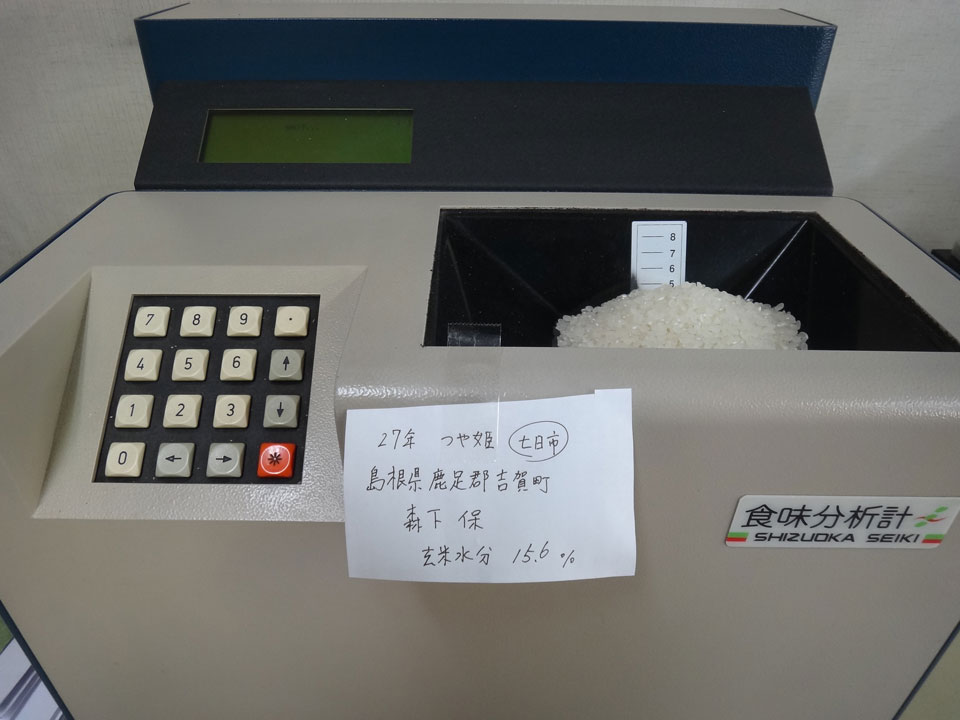 8
7
6
5
7 8 9 .
4 5 6 ↑
1 2 3 ↓
0 ← → *
27年 つや姫 七日市
島根県鹿足郡吉賀町
森下 保
玄米水分 15.6%
食味分析計
SHIZUOKA SEIKI